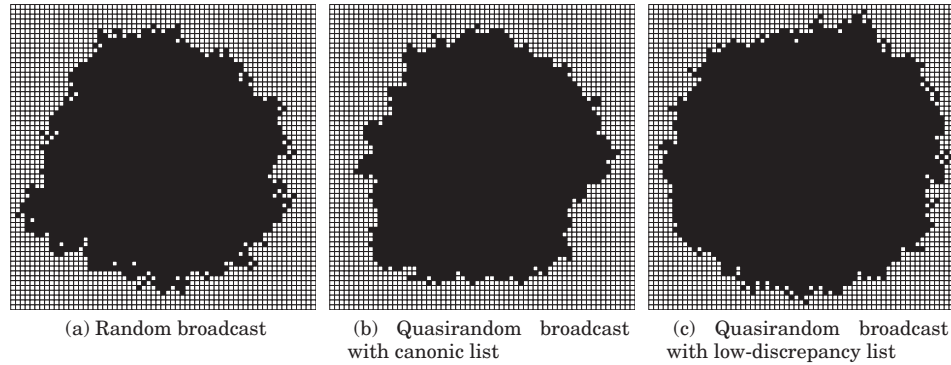 (a) Random broadcast
(b) Quasirandom broadcast
with canonic list
(c) Quasirandom broadcast
with low-discrepancy list